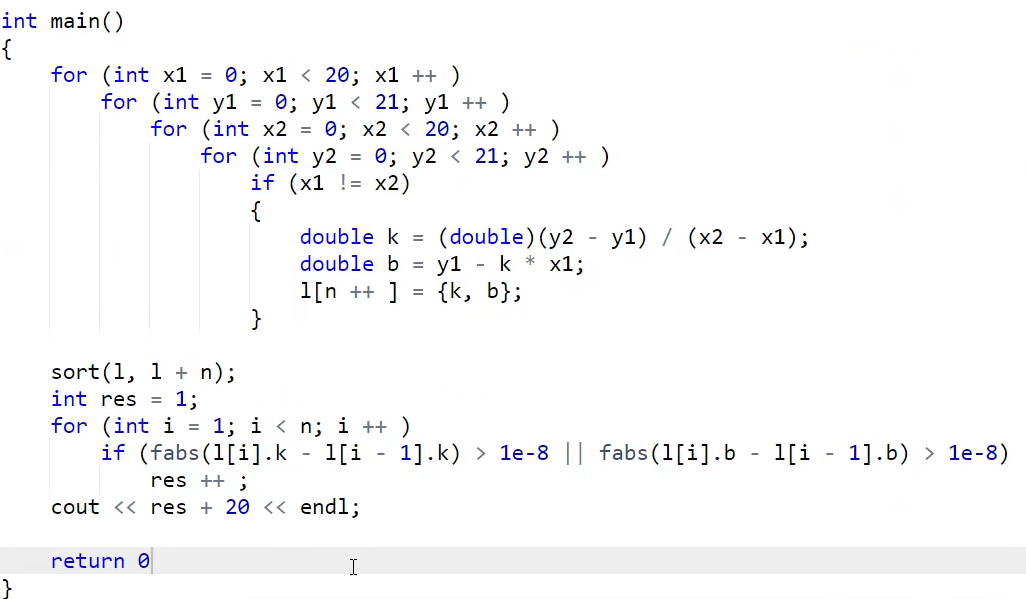 int main()
{
    for (int x1 = 0; x1 < 20; x1 ++ )
        for (int y1 = 0; y1 < 21; y1 ++ )
            for (int x2 = 0; x2 < 20; x2 ++ )
                for (int y2 = 0; y2 < 21; y2 ++ )
                    if (x1 != x2)
                    {
                        double k = (double)(y2 - y1) / (x2 - x1);
                        double b = y1 - k * x1;
                        l[n ++ ] = {k, b};
                    }

    sort(l, l + n);
    int res = 1;
    for (int i = 1; i < n; i ++ )
        if (fabs(l[i].k - l[i - 1].k) > 1e-8 || fabs(l[i].b - l[i - 1].b) > 1e-8)
            res ++ ;
    cout << res + 20 << endl;

    return 0
}